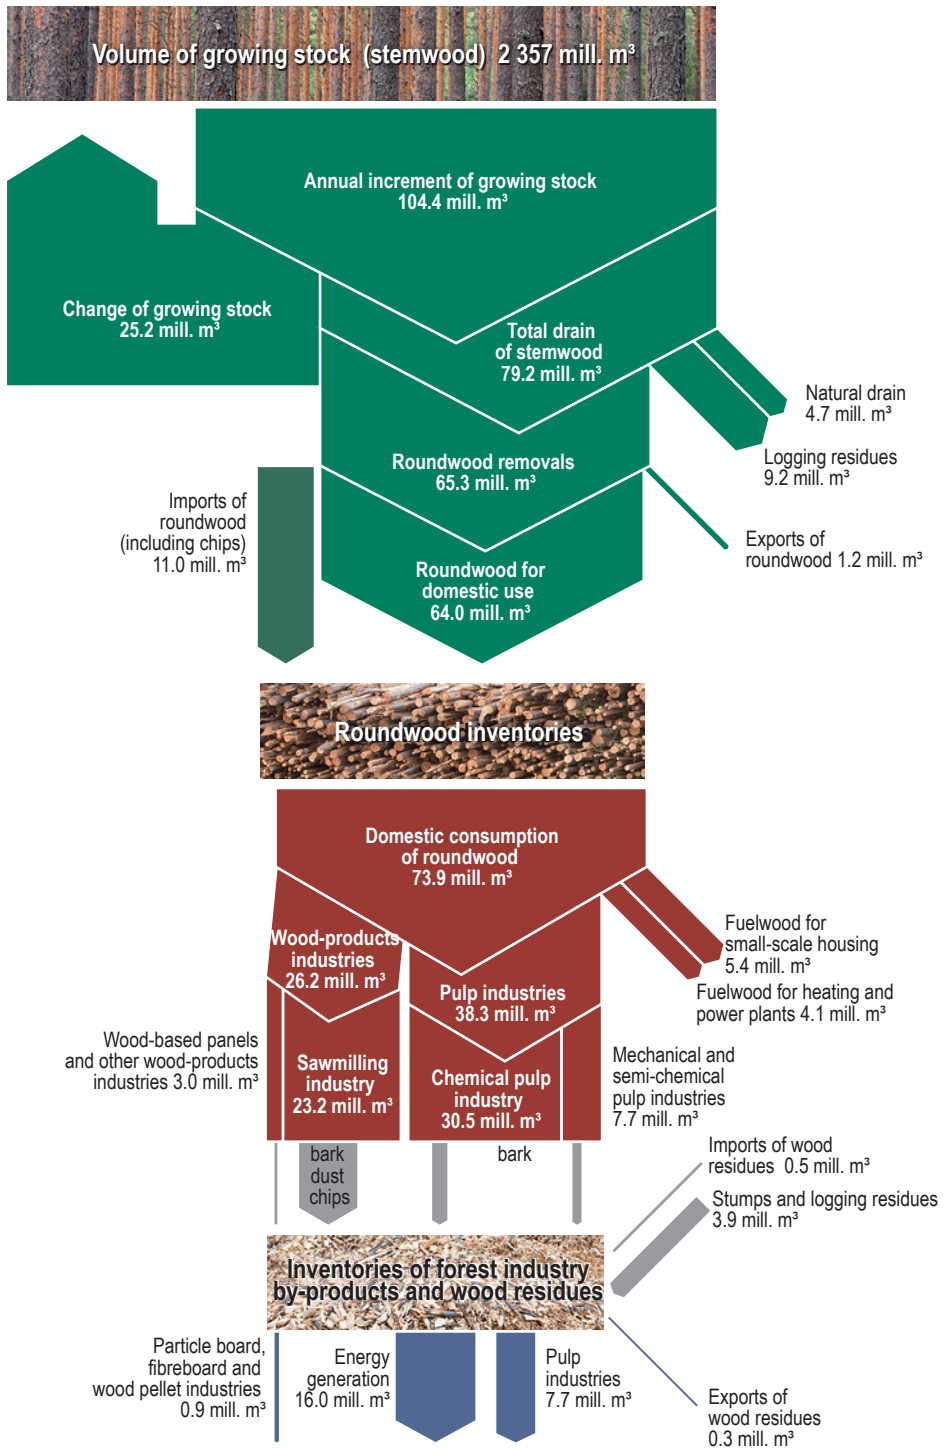 Volume of growing stock (stemwood) 2 357 mill. m³
Annual increment of growing stock
104.4 mill. m³
Change of growing stock
25.2 mill. m³
Total drain
of stemwood
79.2 mill. m³
Natural drain
4.7 mill. m³
Logging residues
9.2 mill. m³
Roundwood removals
65.3 mill. m³
Imports of
roundwood
(including chips)
11.0 mill. m³
Exports of
roundwood 1.2 mill. m³
Roundwood for
domestic use
64.0 mill. m³
Roundwood inventories
Domestic consumption
of roundwood
73.9 mill. m³
Fuelwood for
small-scale housing
5.4 mill. m³
Fuelwood for heating and
power plants 4.1 mill. m³
Wood-products
industries
26.2 mill. m³
Pulp industries
38.3 mill. m³
Wood-based panels
and other wood-products
industries 3.0 mill. m³
Sawmilling
industry
23.2 mill. m³
Chemical pulp
industry
30.5 mill. m³
Mechanical and
semi-chemical
pulp industries
7.7 mill. m³
bark
dust
chips
bark
Imports of wood
residues 0.5 mill. m³
Stumps and logging residues
3.9 mill. m³
Inventories of forest industry
by-products and wood residues
Particle board,
fibreboard and
wood pellet industries
0.9 mill. m³
Energy
generation
16.0 mill. m³
Pulp
industries
7.7 mill. m³
Exports of
wood residues
0.3 mill. m³